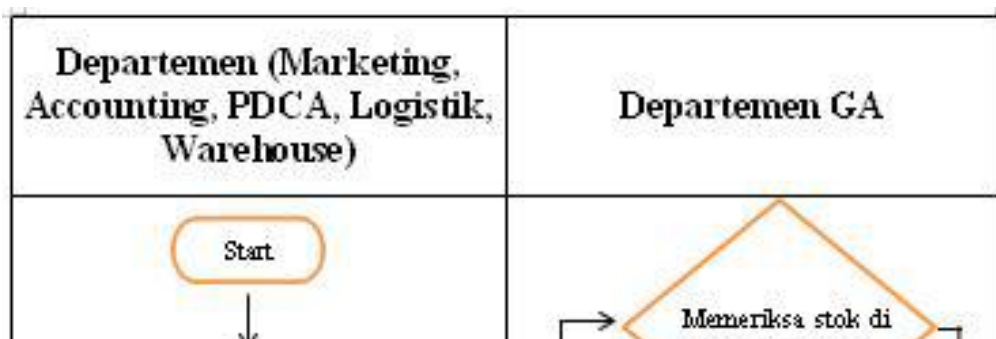 Departemen (Marketing,
Accounting, PDCA, Logistik,
Warehouse)
Departemen GA
Start
Memeriksa stok di